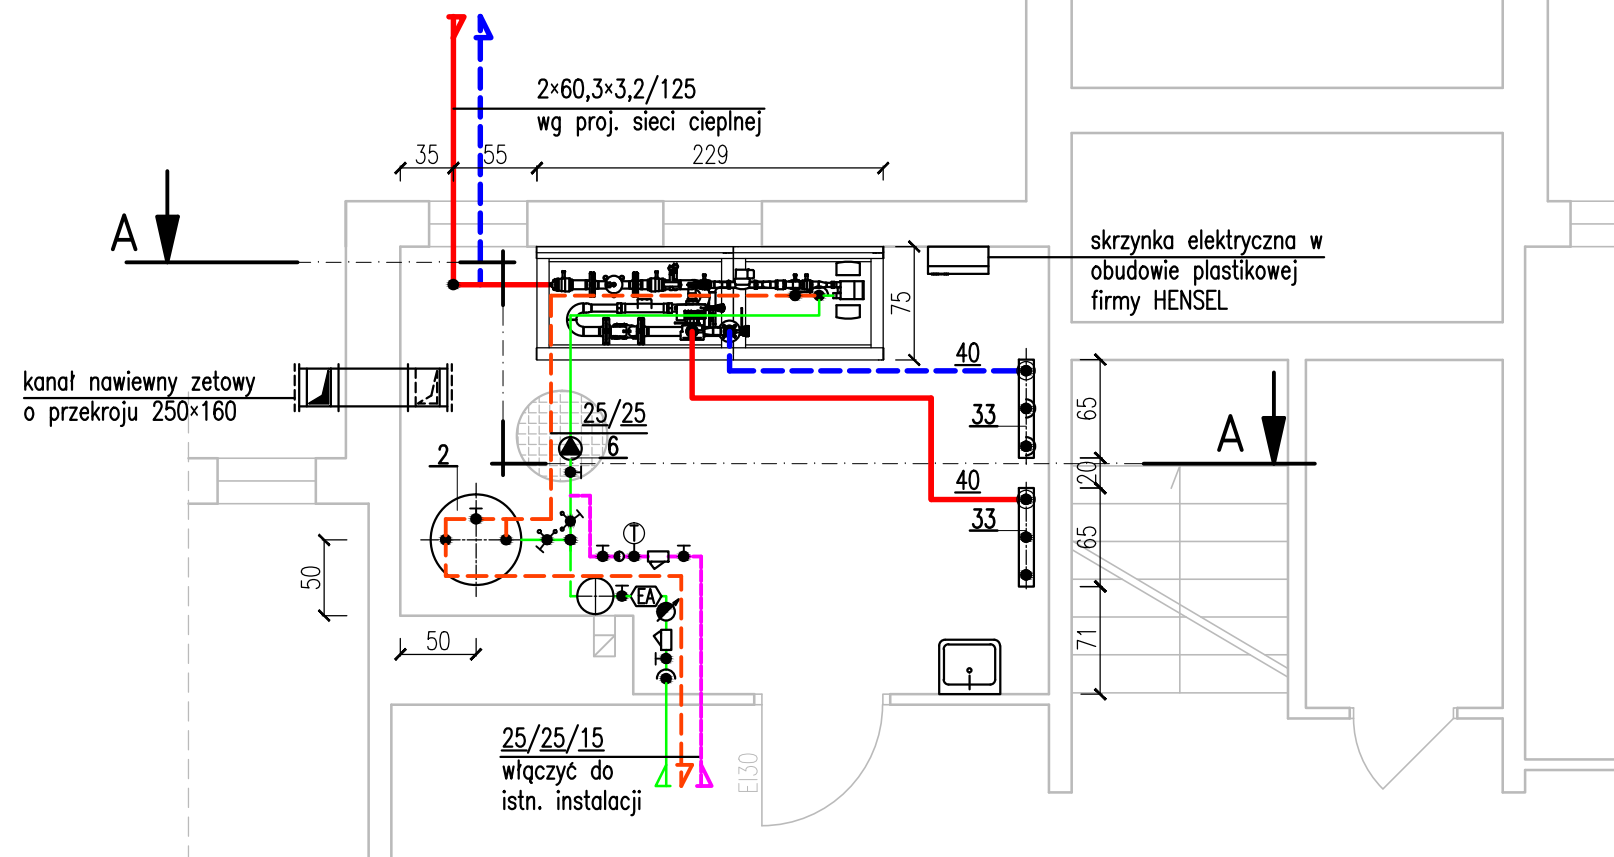 2×60,3×3,2/125
wg proj. sieci cieplnej
35
55
229
A
skrzynka elektryczna w
obudowie plastikowej
firmy HENSEL
75
kanał nawiewny zetowy
o przekroju 250×160
40
33
65
25/25
6
A
2
20
40
33
65
T
50
EA
50
71
25/25/15
włączyć do
istn. instalacji
EI30